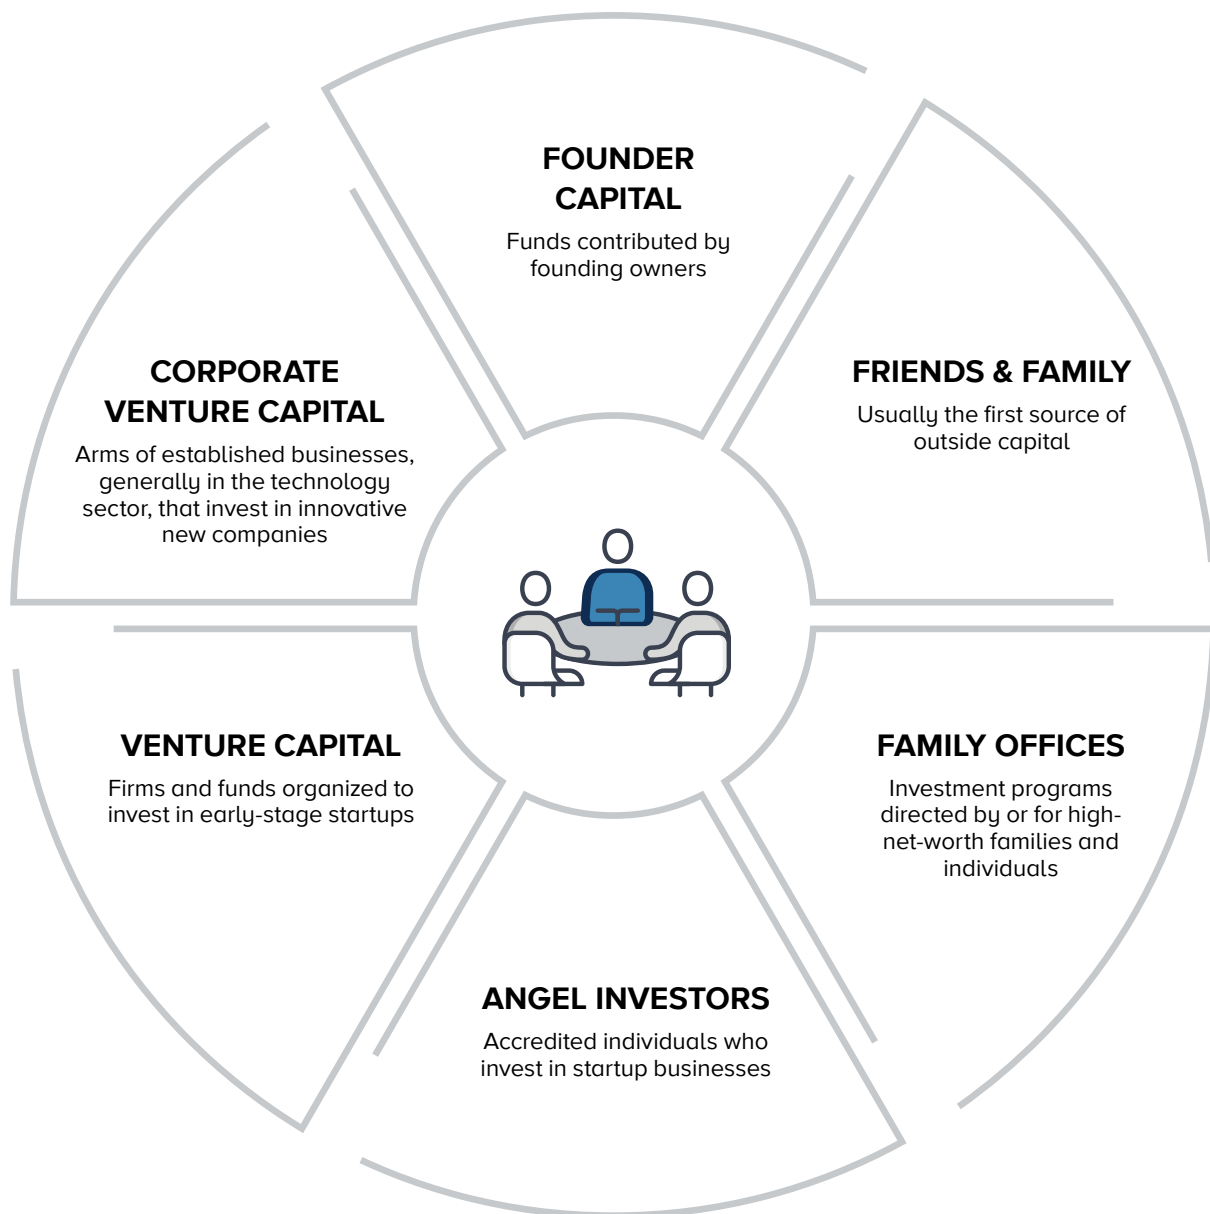 FOUNDER
CAPITAL
Funds contributed by
founding owners
FRIENDS & FAMILY
Usually the first source of
outside capital
FAMILY OFFICES
Investment programs
directed by or for high-
net-worth families and
individuals
ANGEL INVESTORS
Accredited individuals who
invest in startup businesses
VENTURE CAPITAL
Firms and funds organized to
invest in early-stage startups
CORPORATE
VENTURE CAPITAL
Arms of established businesses,
generally in the technology
sector, that invest in innovative
new companies